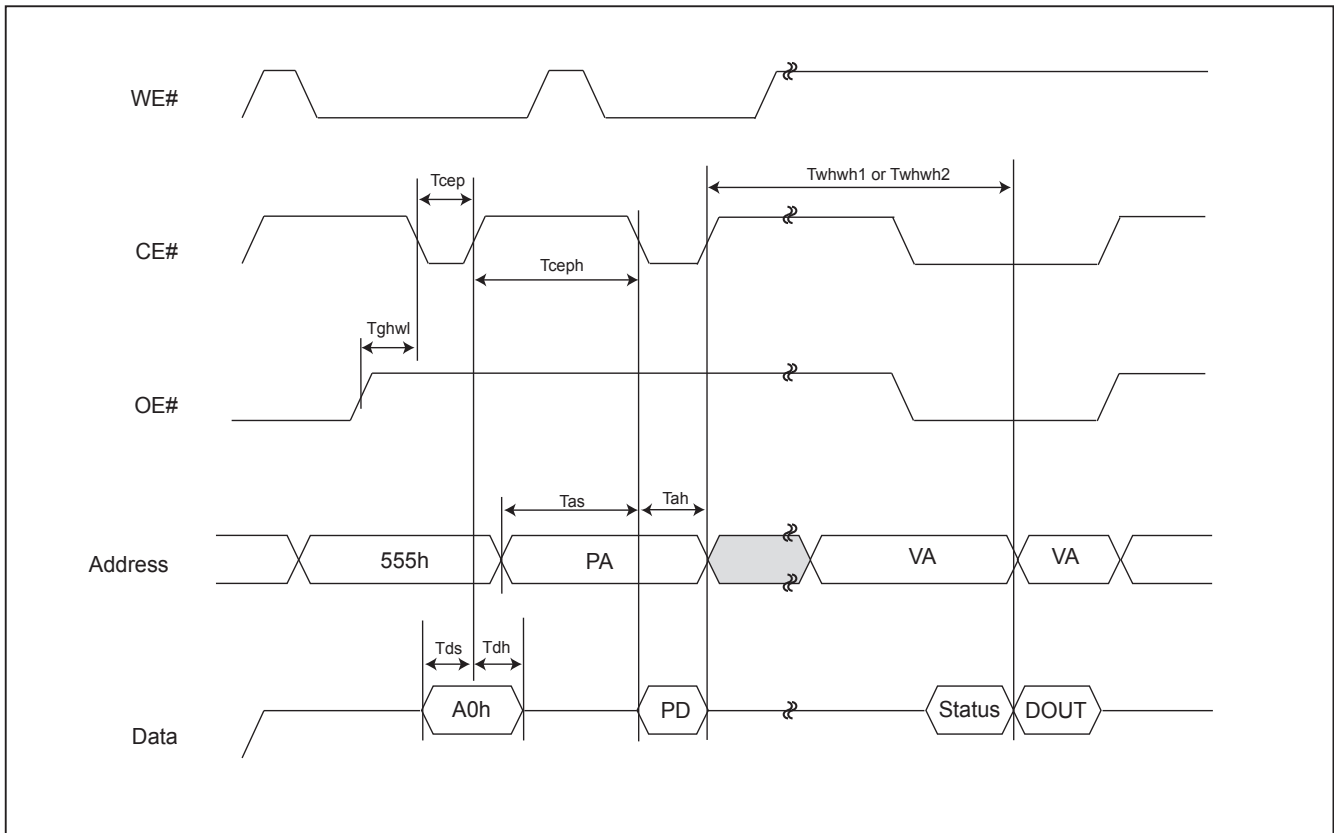 WE#
Tcep
Twhwh1 or Twhwh2
CE#
Tceph
Tghwl
OE#
Tas
Tah
Address
555h
PA
VA
VA
Tds
Tdh
Data
A0h
PD
Status
DOUT